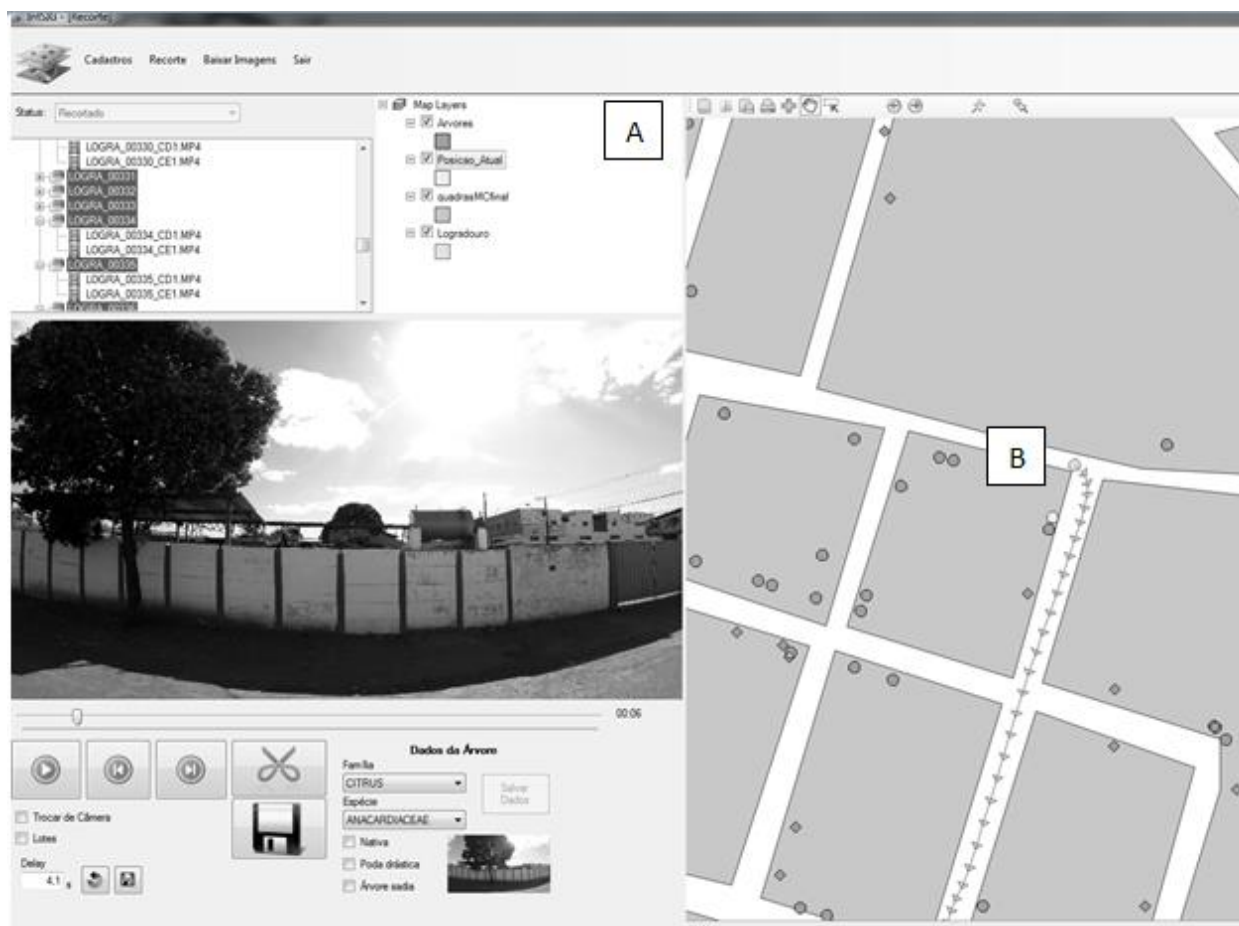 [Recorte]
Cadastros Recorte Baixar Imagens Sair
Status: Recortado
LOGRA_00330_CD1.MP4
LOGRA_00330_CE1.MP4
LOGRA_00331
LOGRA_00332
LOGRA_00333
LOGRA_00334
LOGRA_00334_CD1.MP4
LOGRA_00334_CE1.MP4
LOGRA_00335
LOGRA_00335_CD1.MP4
LOGRA_00335_CE1.MP4
LOGRA_00336
Map Layers
Arvores
Posicao_Atual
quadrasMCfinal
Logradouro
A
B
00:06
Trocar de Câmera
Lotes
Delay
4,1 s
Dados da Árvore
Família
CITRUS
Espécie
ANACARDIACEAE
Nativa
Poda drástica
Árvore sadia
Salvar
Dados